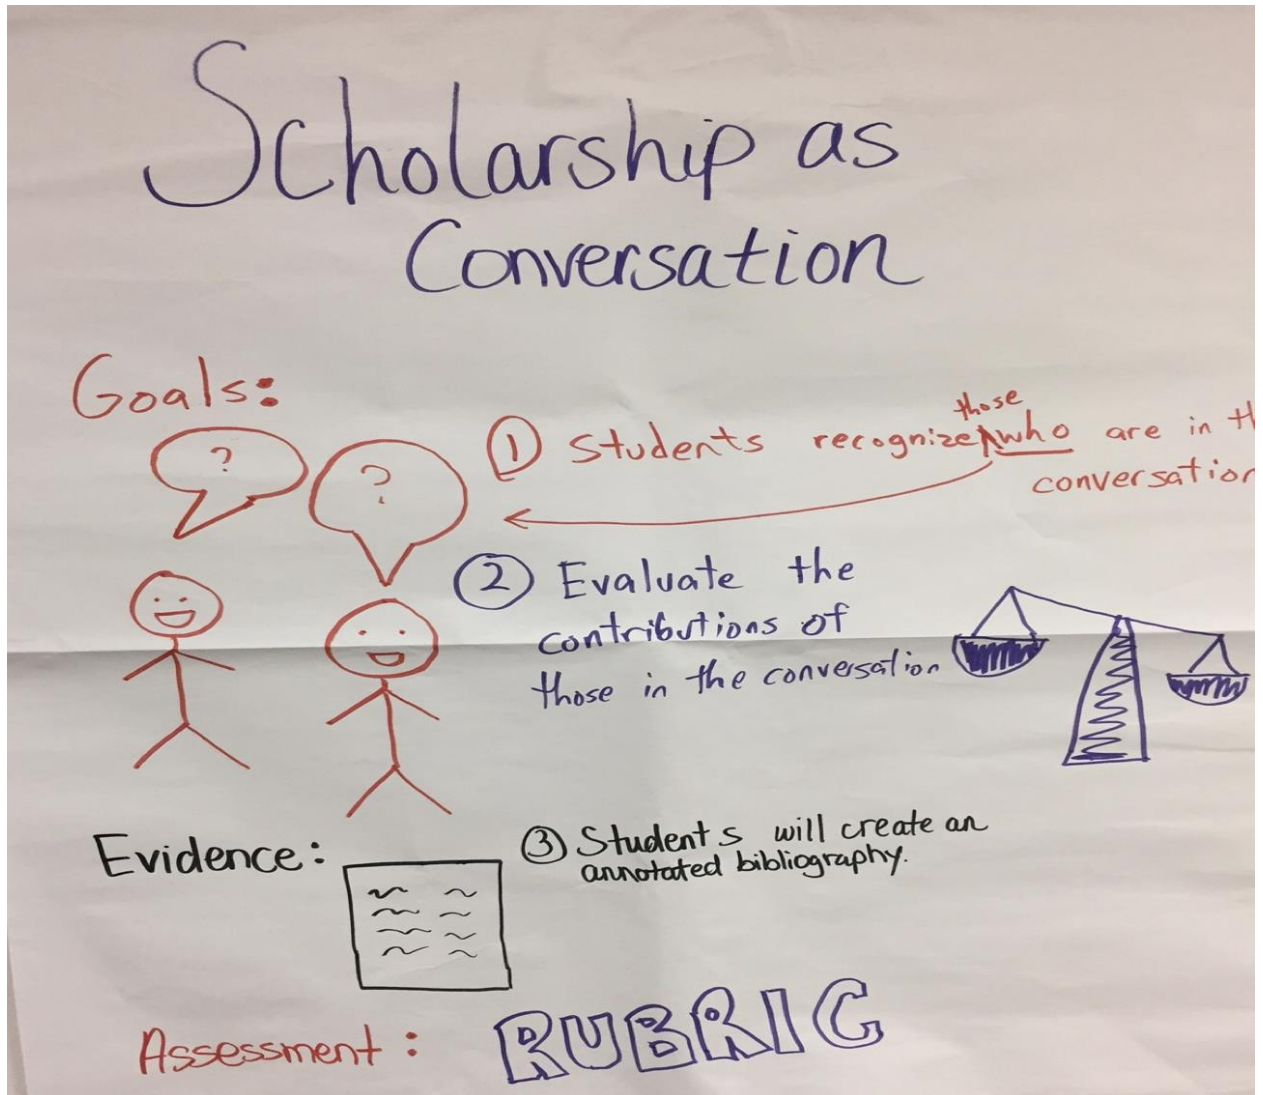 Scholarship as
Conversation
Goals:
?
?
① Students recognize those who are in th
conversation
② Evaluate the
contributions of
those in the conversation
Evidence:
③ Students will create an
annotated bibliography.
Assessment:
RUBRIC